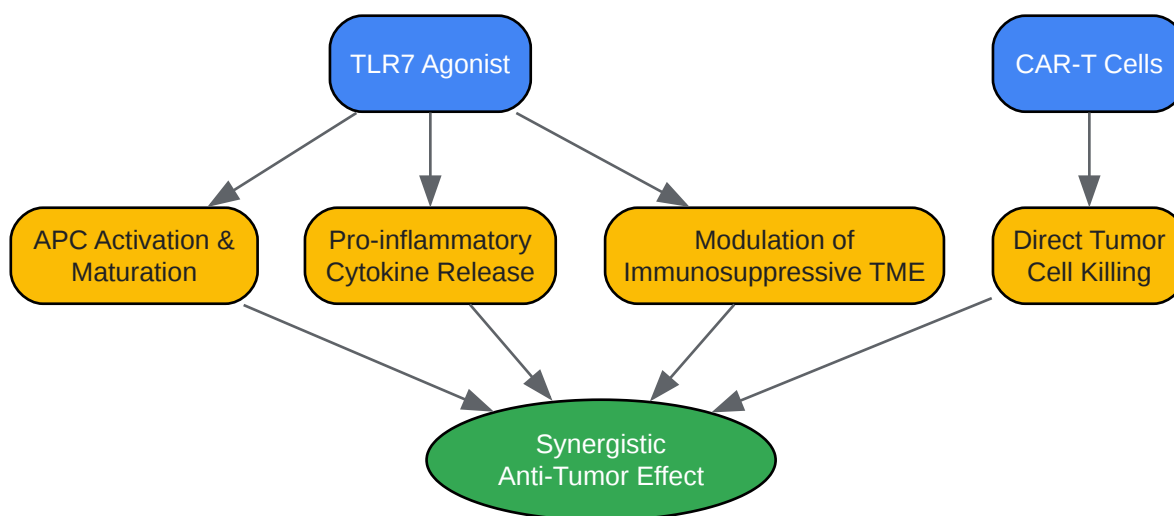 TLR7 Agonist
CAR-T Cells
APC Activation &
Maturation
Pro-inflammatory
Cytokine Release
Modulation of
Immunosuppressive TME
Direct Tumor
Cell Killing
Synergistic
Anti-Tumor Effect